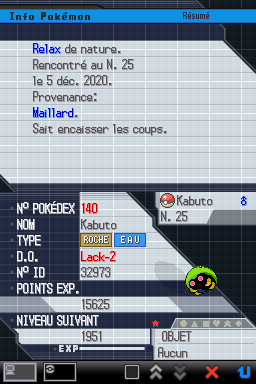 Info Pokémon
Résumé
Relax de nature.
Rencontré au N. 25
le 5 déc. 2020.
Provenance:
Maillard.
Sait encaisser les coups.
Kabuto ♂
N. 25
Nº POKÉDEX 140
NOM Kabuto
TYPE ROCHE EAU
D.O. Lack-2
Nº ID 32973
POINTS EXP.
15625
NIVEAU SUIVANT
1951
EXP
OBJET
Aucun